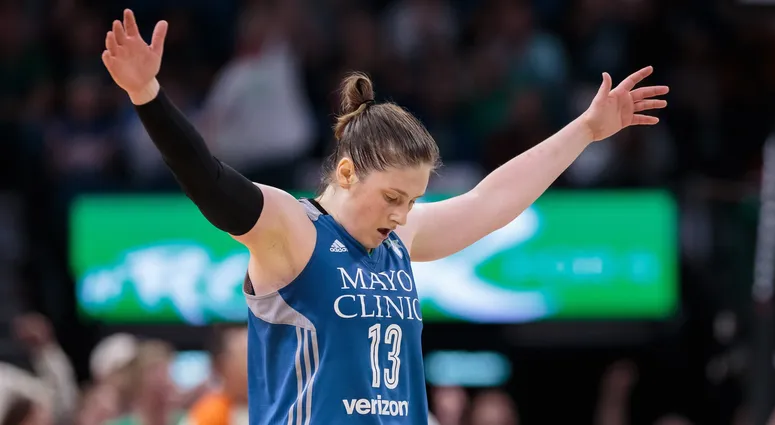 adidas
MAYO
CLINIC
13
verizon